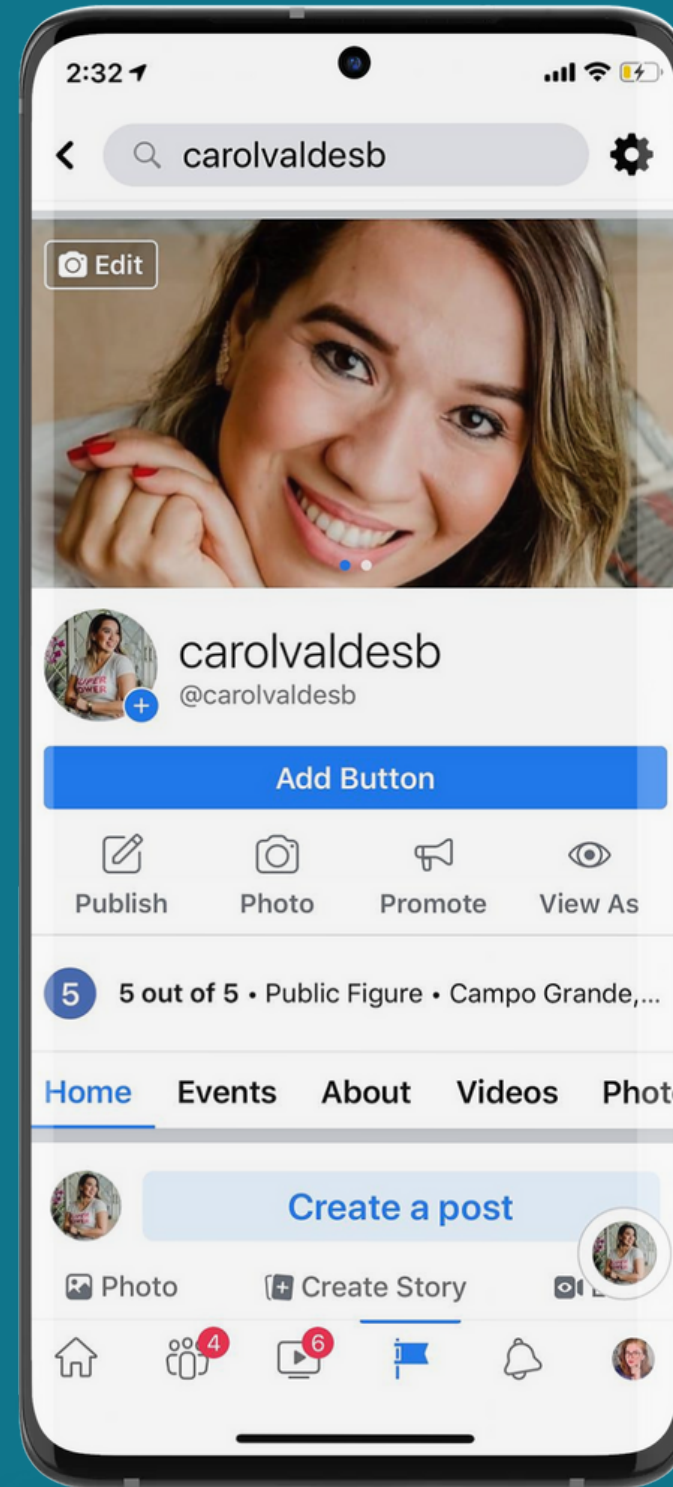 2:32
carolvaldesb
Edit
carolvaldesb
@carolvaldesb
Add Button
Publish Photo Promote View As
5 5 out of 5 • Public Figure • Campo Grande,...
Home Events About Videos Phot
Create a post
Photo Create Story
4 6